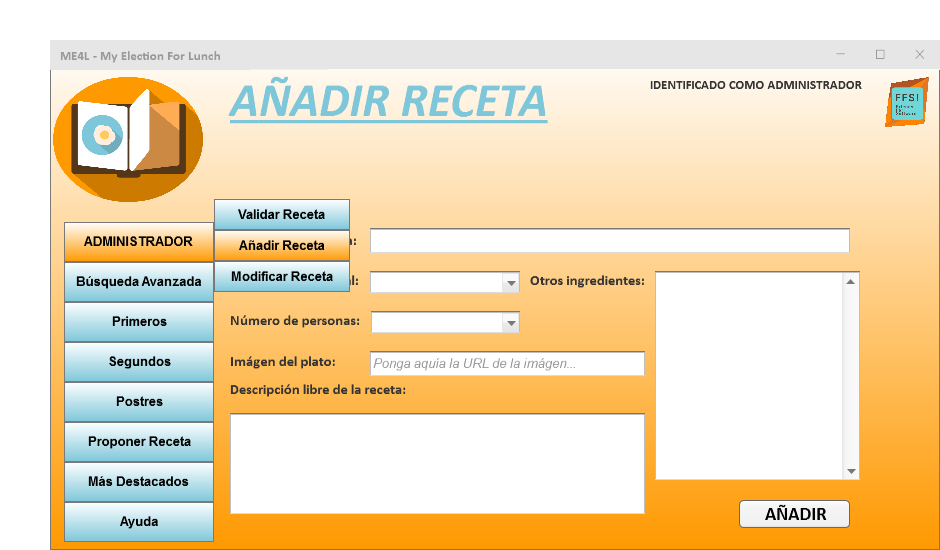 ME4L - My Election For Lunch
AÑADIR RECETA
IDENTIFICADO COMO ADMINISTRADOR
FFSI
Validar Receta
ADMINISTRADOR
Añadir Receta
a:
Búsqueda Avanzada
Modificar Receta
l:
Otros ingredientes:
Primeros
Número de personas:
Segundos
Imágen del plato:
Ponga aquía la URL de la imágen...
Descripción libre de la receta:
Postres
Proponer Receta
Más Destacados
Ayuda
AÑADIR